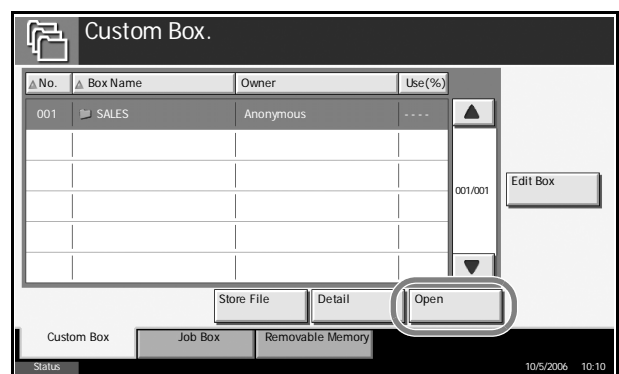 Custom Box.
No. Box Name Owner Use(%)
001 SALES Anonymous ----
001/001
Edit Box
Store File Detail Open
Custom Box Job Box Removable Memory
Status 10/5/2006 10:10